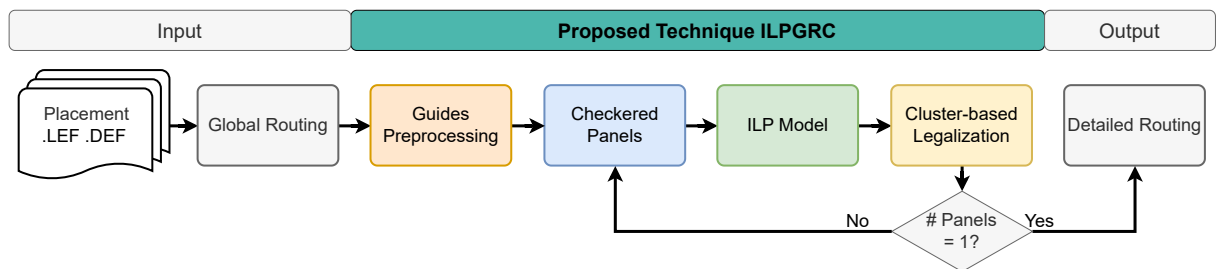 Input
Proposed Technique ILPGRC
Output
Placement
.LEF .DEF
Global Routing
Guides
Preprocessing
Checkered
Panels
ILP Model
Cluster-based
Legalization
Detailed Routing
No
# Panels
= 1?
Yes